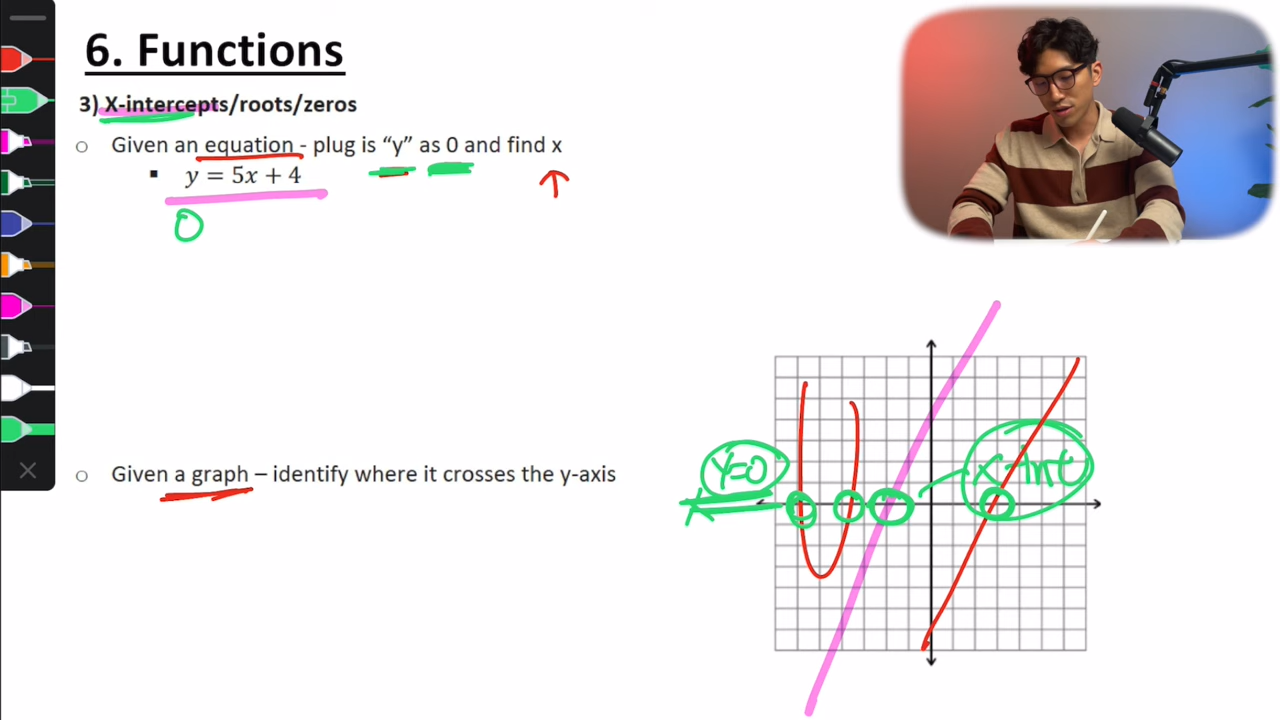 6. Functions
3) X-intercepts/roots/zeros
○ Given an equation - plug is “y” as 0 and find x
▪ y = 5x + 4
0
○ Given a graph – identify where it crosses the y-axis
y=0
x-int